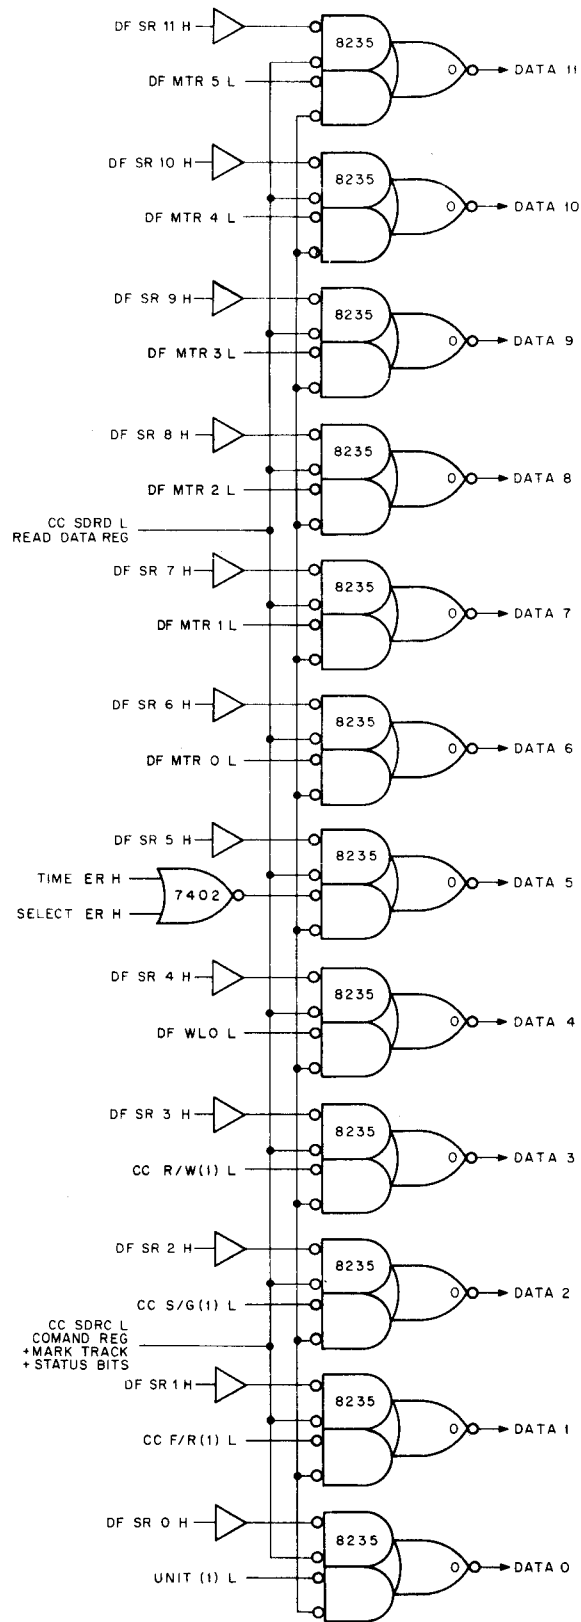 DF SR 11 H
8235
DF MTR 5 L
O DATA 11
DF SR 10 H
8235
DF MTR 4 L
O DATA 10
DF SR 9 H
8235
DF MTR 3 L
O DATA 9
DF SR 8 H
8235
DF MTR 2 L
O DATA 8
CC SDRD L
READ DATA REG
DF SR 7 H
8235
DF MTR 1 L
O DATA 7
DF SR 6 H
8235
DF MTR 0 L
O DATA 6
DF SR 5 H
8235
TIME ER H
7402
SELECT ER H
O DATA 5
DF SR 4 H
8235
DF WLO L
O DATA 4
DF SR 3 H
8235
CC R/W(1) L
O DATA 3
DF SR 2 H
8235
CC S/G(1) L
O DATA 2
CC SDRC L
COMAND REG
+MARK TRACK
+STATUS BITS
DF SR 1 H
8235
CC F/R(1) L
O DATA 1
DF SR 0 H
8235
UNIT (1) L
O DATA 0